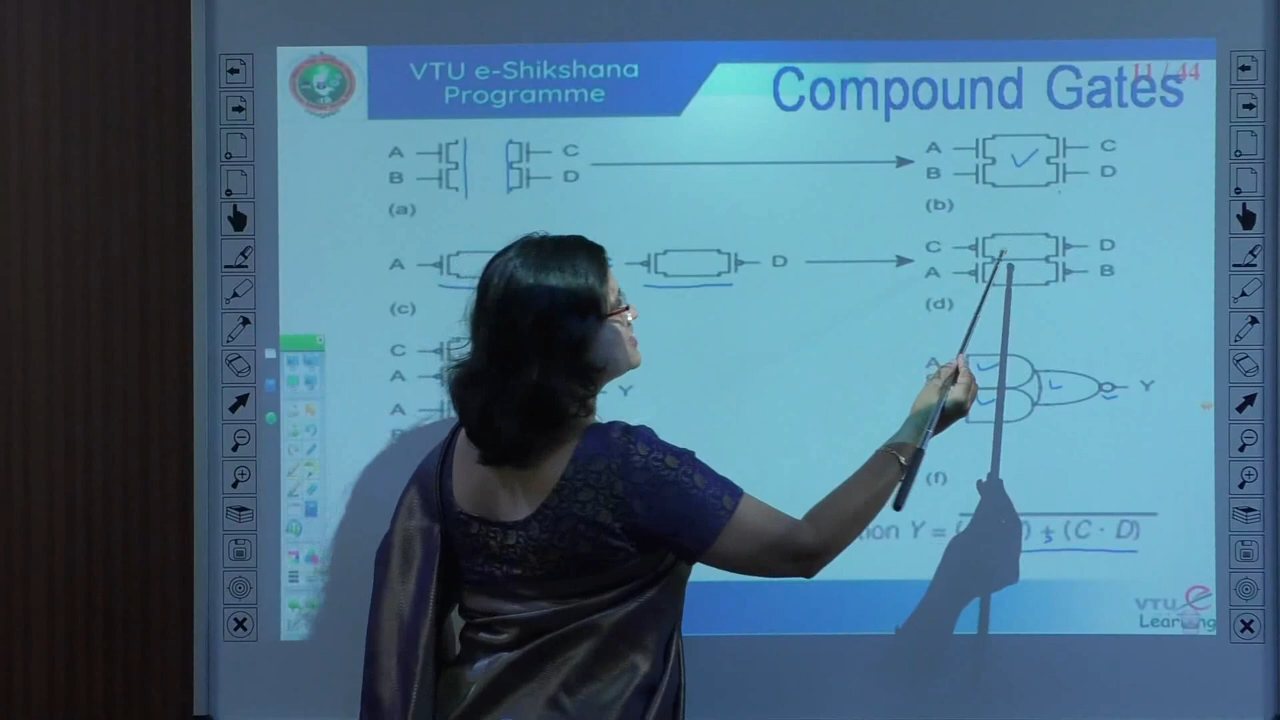 VTU e-Shikshana
Programme
Compound Gates
11 / 44
A
B
C
D
(a)
A
B
C
D
(b)
A
D
(c)
C
A
D
B
(d)
C
A
A
Y
A
Y
(f)
Y = ( ) + (C · D)
VTU e
Learning